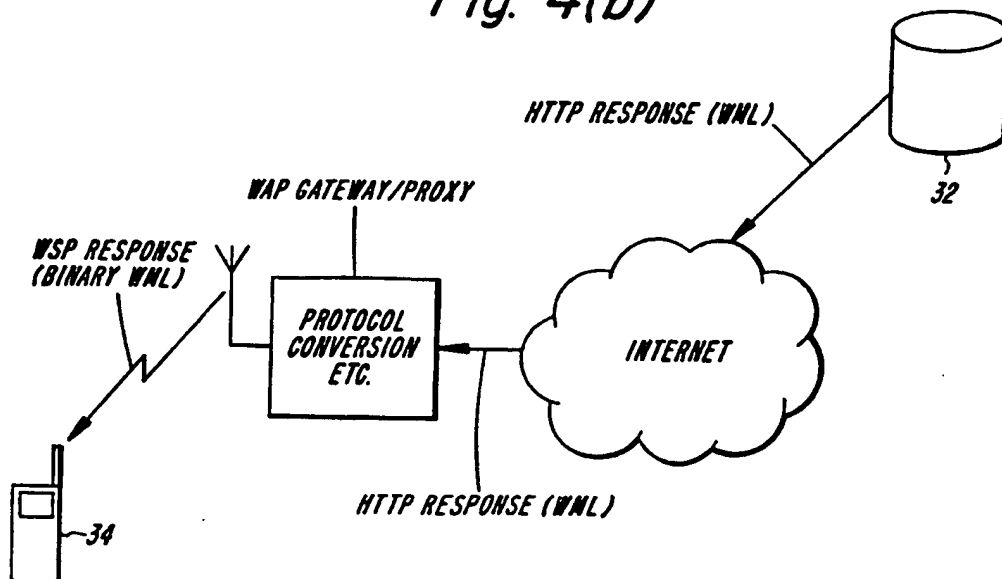 Fig. 4(b)
HTTP RESPONSE (WML)
32
WAP GATEWAY/PROXY
WSP RESPONSE
(BINARY WML)
PROTOCOL
CONVERSION
ETC.
INTERNET
HTTP RESPONSE (WML)
34